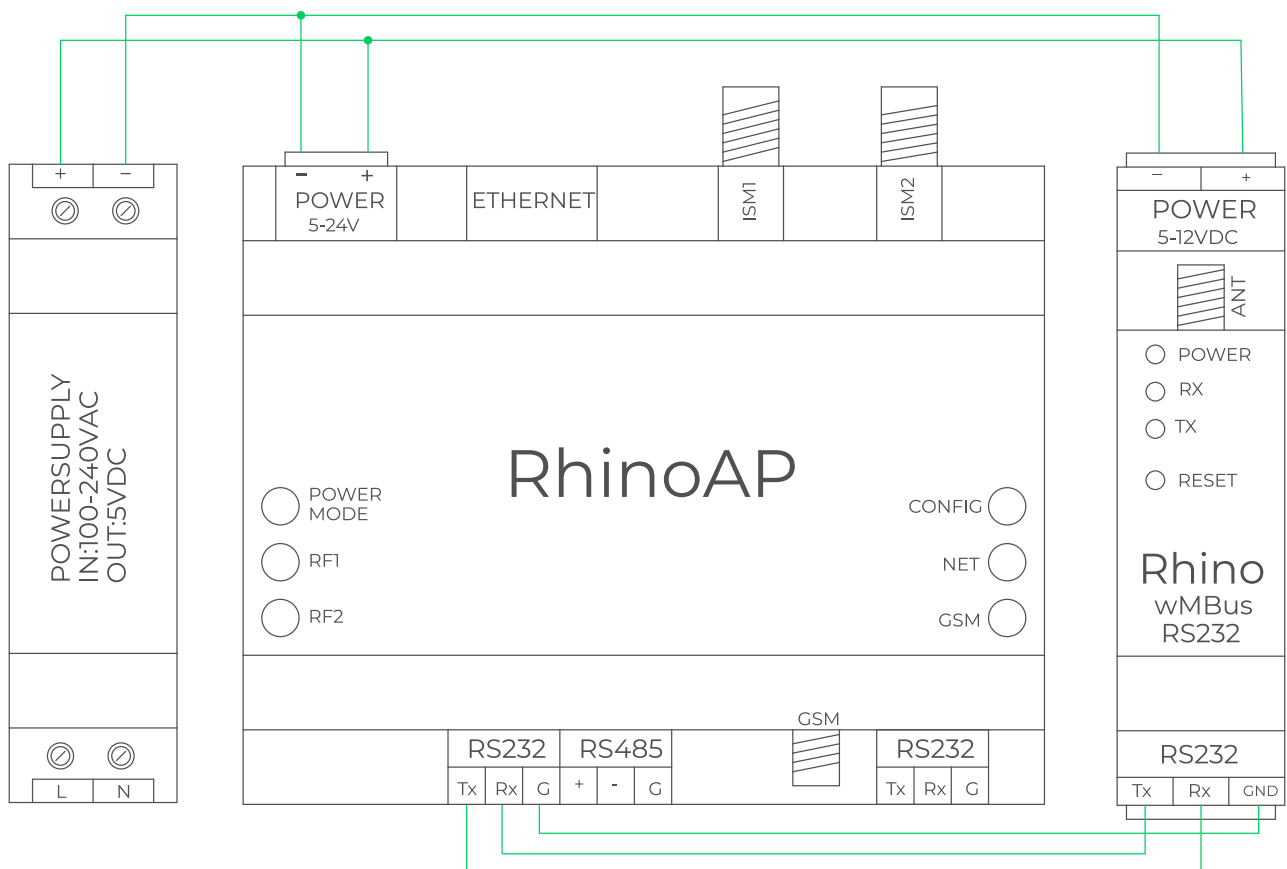 + −
POWERSUPPLY
IN:100-240VAC
OUT:5VDC
L N
− +
POWER
5-24V
ETHERNET
ISM1
ISM2
RhinoAP
POWER
MODE
RF1
RF2
CONFIG
NET
GSM
GSM
RS232 RS485
Tx Rx G + - G
RS232
Tx Rx G
− +
POWER
5-12VDC
ANT
POWER
RX
TX
RESET
Rhino
wMBus
RS232
RS232
Tx Rx GND